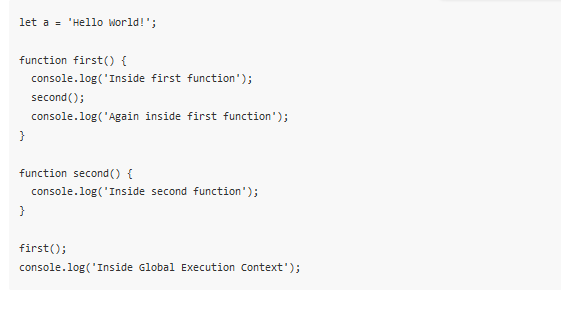 let a = 'Hello World!';
function first() {
  console.log('Inside first function');
  second();
  console.log('Again inside first function');
}
function second() {
  console.log('Inside second function');
}
first();
console.log('Inside Global Execution Context');